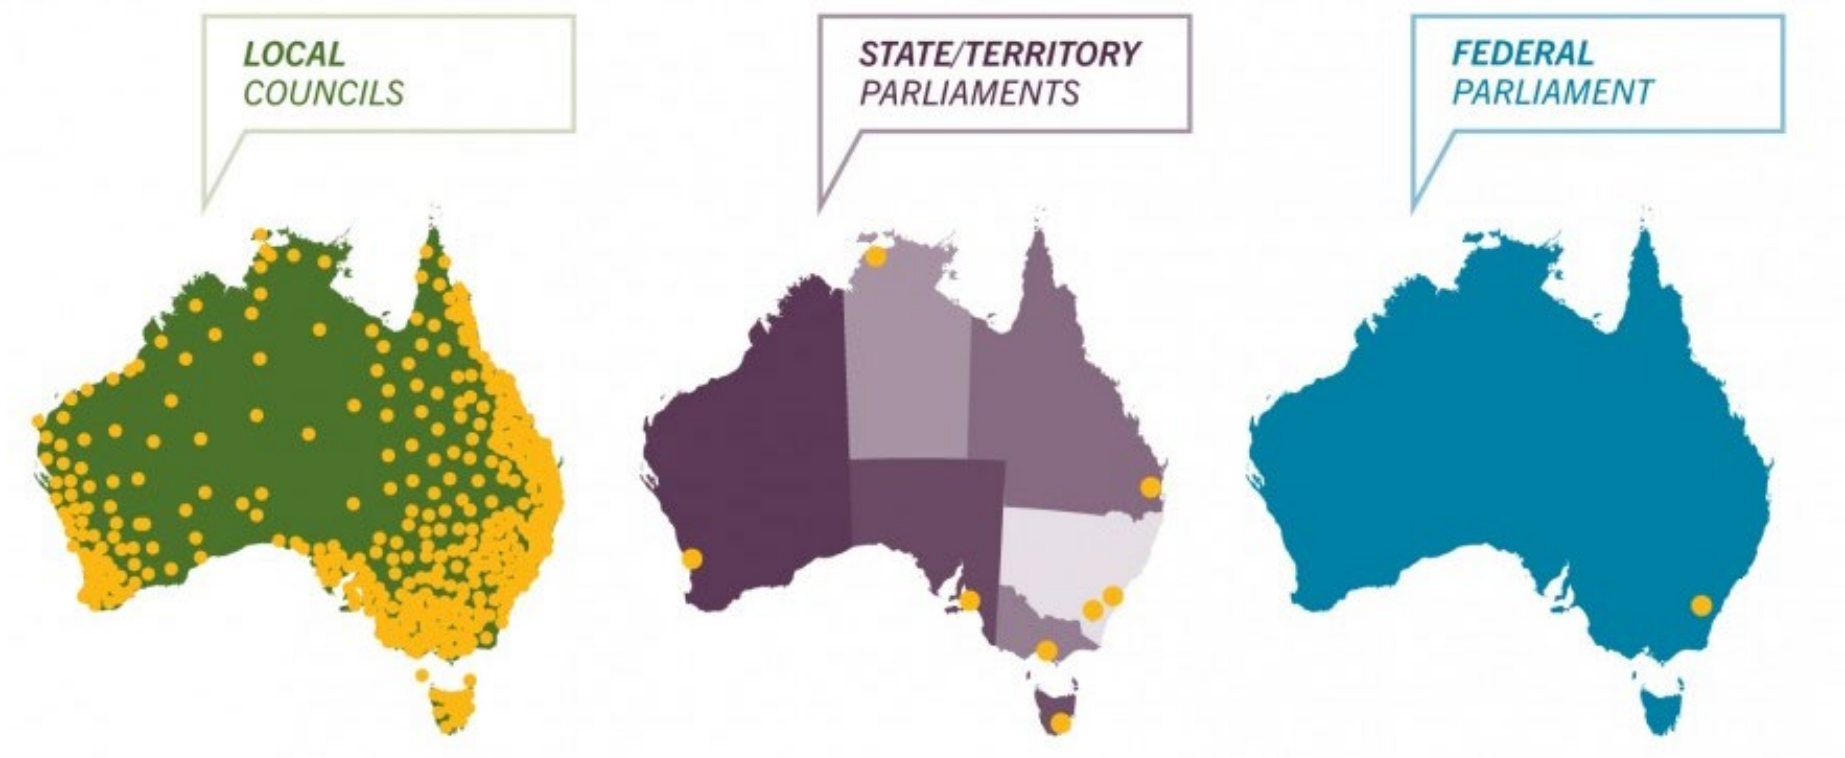 LOCAL
COUNCILS
STATE/TERRITORY
PARLIAMENTS
FEDERAL
PARLIAMENT